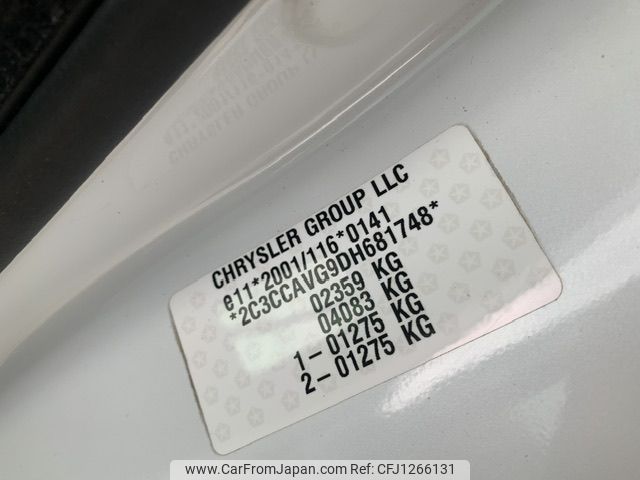 CHRYSLER GROUP LLC
e11*2001/116*0141
*2C3CCAVG9DH681748*
02359 KG
04083 KG
1-01275 KG
2-01275 KG
www.CarFromJapan.com CFJ1266131